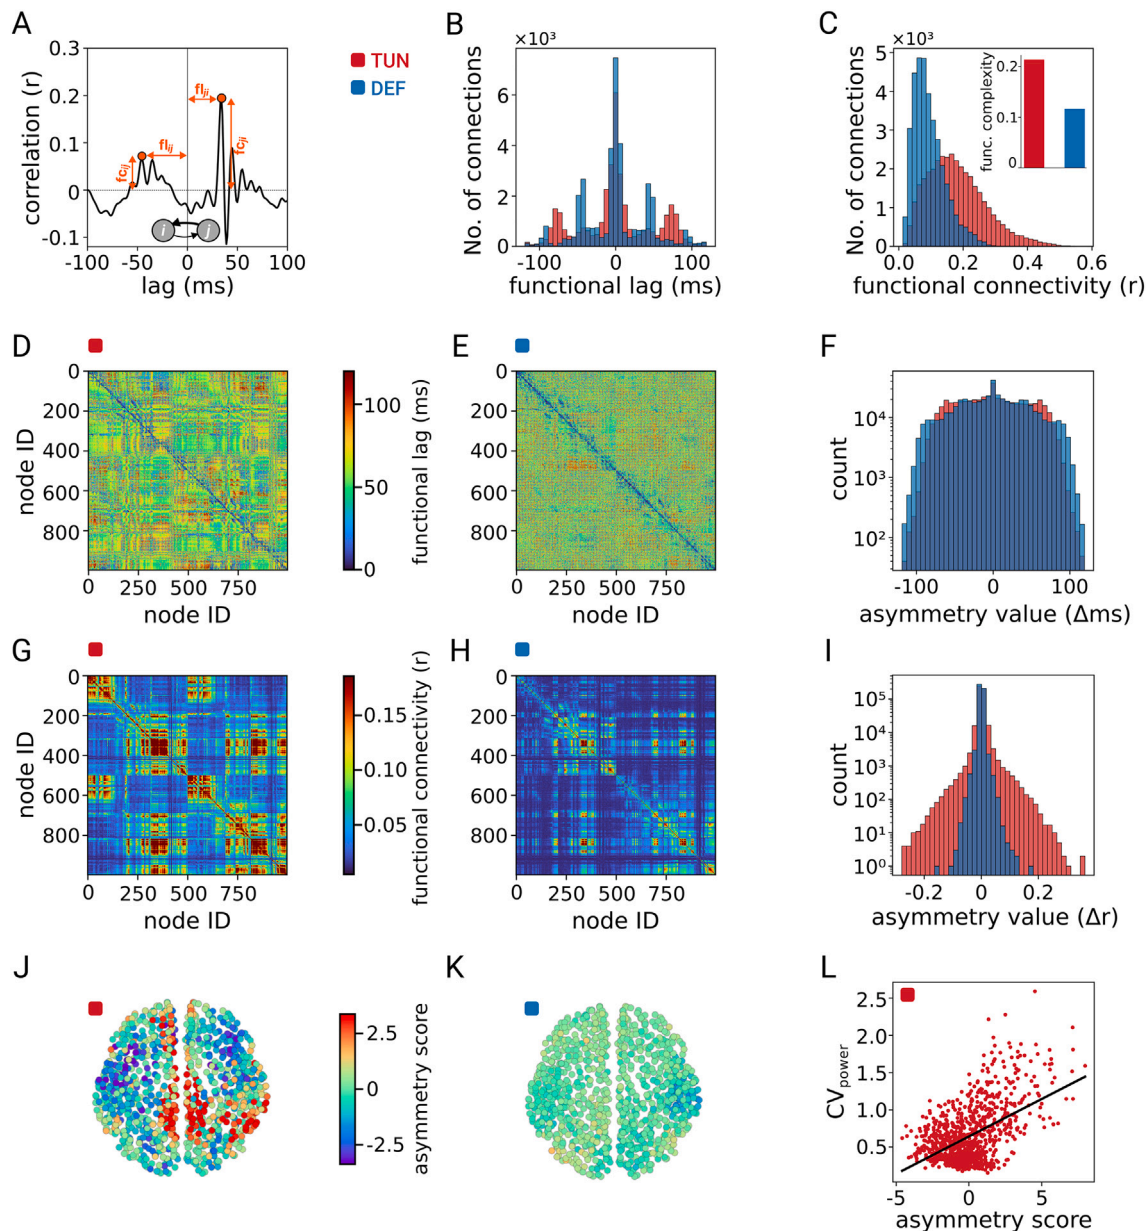 A
0.3
0.2
0.1
0
-0.1
correlation (r)
-100 -50 0 50 100
lag (ms)
fl_ji
fl_ij
fc_ij
fc_ji
i j
TUN
DEF
B
×10³
8
6
4
2
0
No. of connections
-100 0 100
functional lag (ms)
C
×10³
5
4
3
2
1
0
No. of connections
0.0 0.2 0.4 0.6
functional connectivity (r)
0.2
0.1
0
func. complexity
D
0
200
400
600
800
node ID
0 250 500 750
node ID
100
50
0
functional lag (ms)
E
0
200
400
600
800
0 250 500 750
node ID
F
10⁴
10³
10²
count
-100 0 100
asymmetry value (Δms)
G
0
200
400
600
800
node ID
0 250 500 750
node ID
0.15
0.10
0.05
functional connectivity (r)
H
0
200
400
600
800
0 250 500 750
node ID
I
10⁵
10⁴
10³
10²
10¹
10⁰
count
-0.2 0 0.2
asymmetry value (Δr)
J
2.5
0
-2.5
asymmetry score
K
L
2.5
2.0
1.5
1.0
0.5
CV_power
-5 0 5
asymmetry score